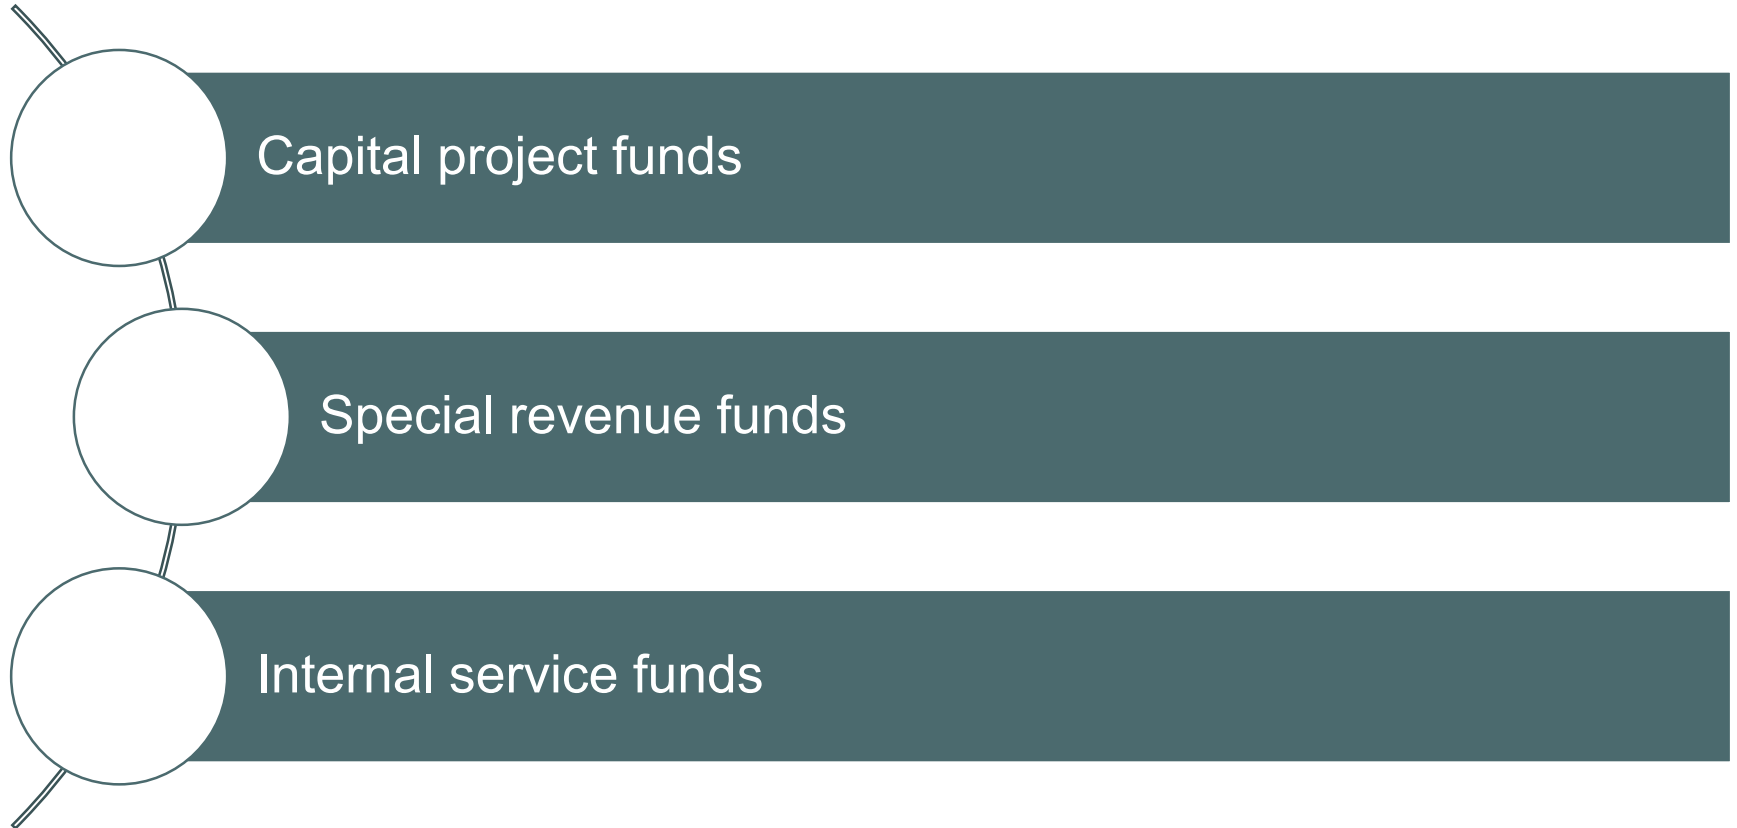 Capital project funds
Special revenue funds
Internal service funds